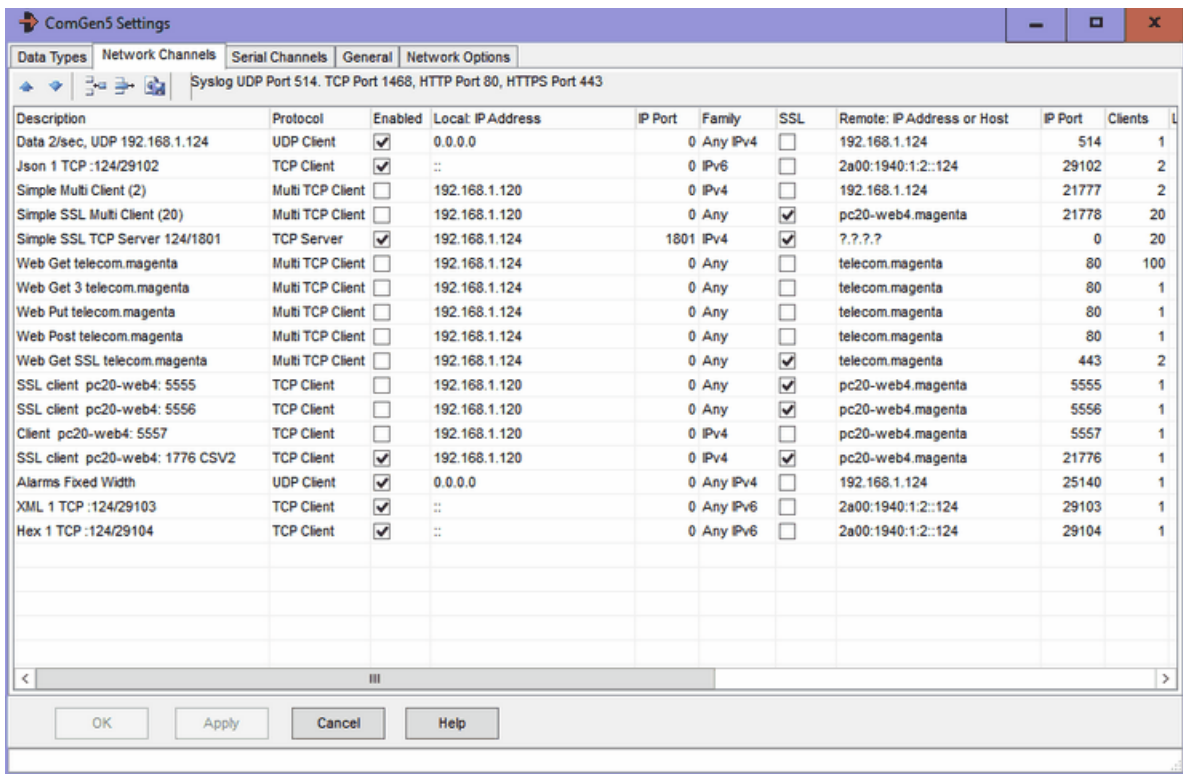 ComGen5 Settings
Data Types Network Channels Serial Channels General Network Options
Syslog UDP Port 514. TCP Port 1468, HTTP Port 80, HTTPS Port 443
Description Protocol Enabled Local: IP Address IP Port Family SSL Remote: IP Address or Host IP Port Clients L
Data 2/sec, UDP 192.168.1.124 UDP Client 0.0.0.0 0 Any IPv4 192.168.1.124 514 1
Json 1 TCP :124/29102 TCP Client :: 0 IPv6 2a00:1940:1:2::124 29102 2
Simple Multi Client (2) Multi TCP Client 192.168.1.120 0 IPv4 192.168.1.124 21777 2
Simple SSL Multi Client (20) Multi TCP Client 192.168.1.120 0 Any pc20-web4.magenta 21778 20
Simple SSL TCP Server 124/1801 TCP Server 192.168.1.124 1801 IPv4 ?.?.?.? 0 20
Web Get telecom.magenta Multi TCP Client 192.168.1.124 0 Any telecom.magenta 80 100
Web Get 3 telecom.magenta Multi TCP Client 192.168.1.124 0 Any telecom.magenta 80 1
Web Put telecom.magenta Multi TCP Client 192.168.1.124 0 Any telecom.magenta 80 1
Web Post telecom.magenta Multi TCP Client 192.168.1.124 0 Any telecom.magenta 80 1
Web Get SSL telecom.magenta Multi TCP Client 192.168.1.124 0 Any telecom.magenta 443 2
SSL client pc20-web4: 5555 TCP Client 192.168.1.120 0 Any pc20-web4.magenta 5555 1
SSL client pc20-web4: 5556 TCP Client 192.168.1.120 0 Any pc20-web4.magenta 5556 1
Client pc20-web4: 5557 TCP Client 192.168.1.120 0 IPv4 pc20-web4.magenta 5557 1
SSL client pc20-web4: 1776 CSV2 TCP Client 192.168.1.120 0 IPv4 pc20-web4.magenta 21776 1
Alarms Fixed Width UDP Client 0.0.0.0 0 Any IPv4 192.168.1.124 25140 1
XML 1 TCP :124/29103 TCP Client :: 0 Any IPv6 2a00:1940:1:2::124 29103 1
Hex 1 TCP :124/29104 TCP Client :: 0 Any IPv6 2a00:1940:1:2::124 29104 1
OK Apply Cancel Help